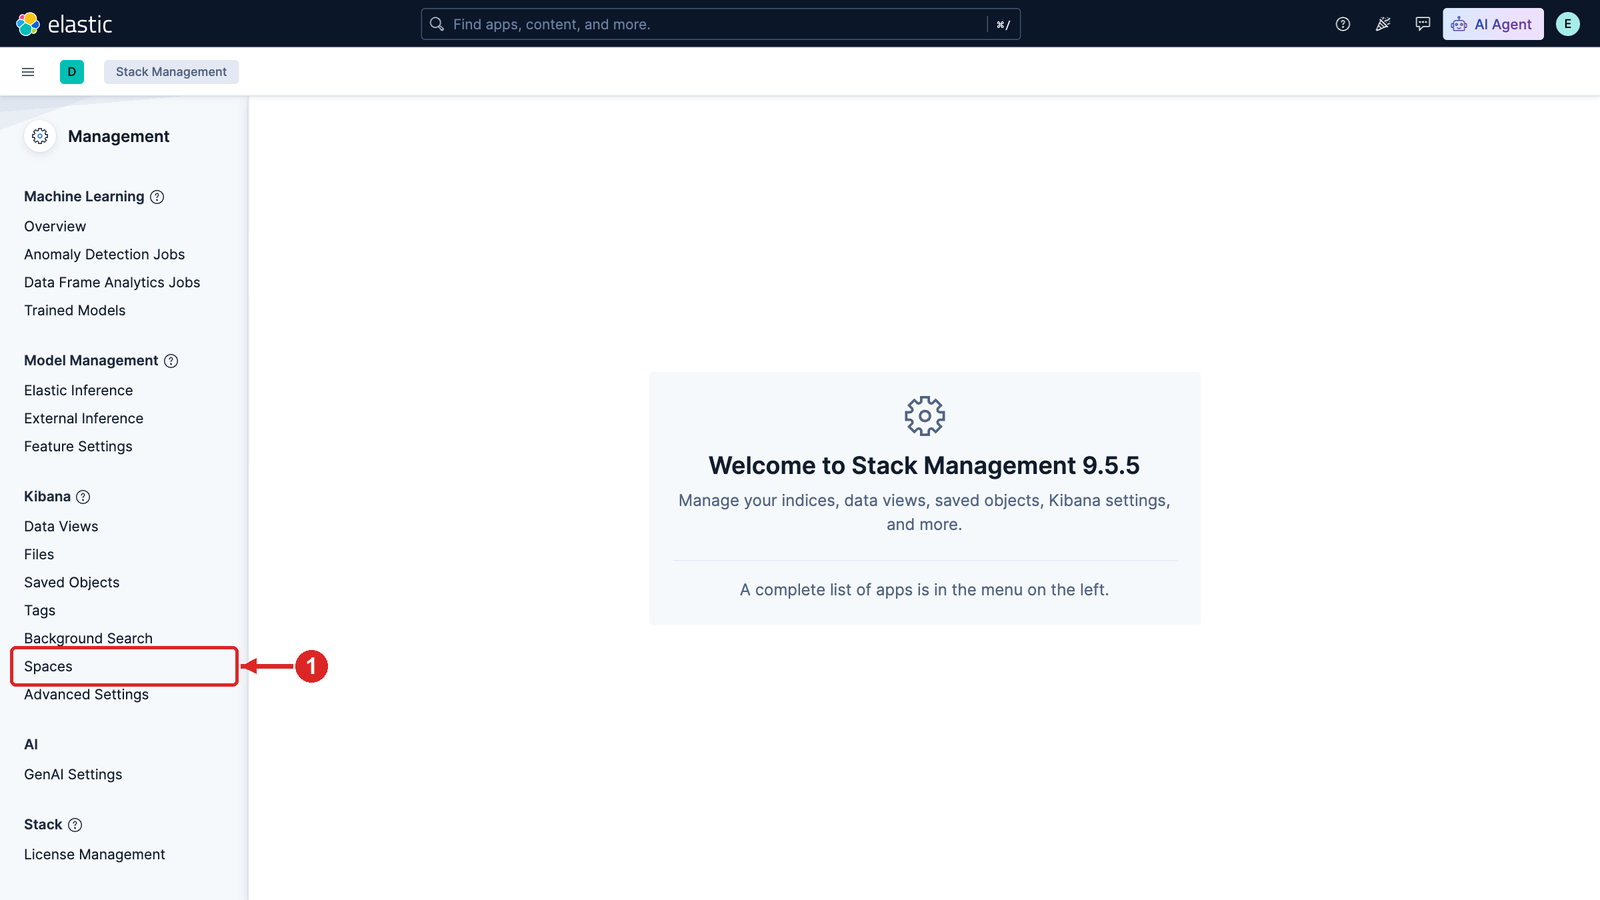 elastic
Find apps, content, and more.
⌘/
AI Agent
E
D
Stack Management
Management
Machine Learning
Overview
Anomaly Detection Jobs
Data Frame Analytics Jobs
Trained Models
Model Management
Elastic Inference
External Inference
Feature Settings
Kibana
Data Views
Files
Saved Objects
Tags
Background Search
Spaces
1
Advanced Settings
AI
GenAI Settings
Stack
License Management
Welcome to Stack Management 9.5.5
Manage your indices, data views, saved objects, Kibana settings,
and more.
A complete list of apps is in the menu on the left.